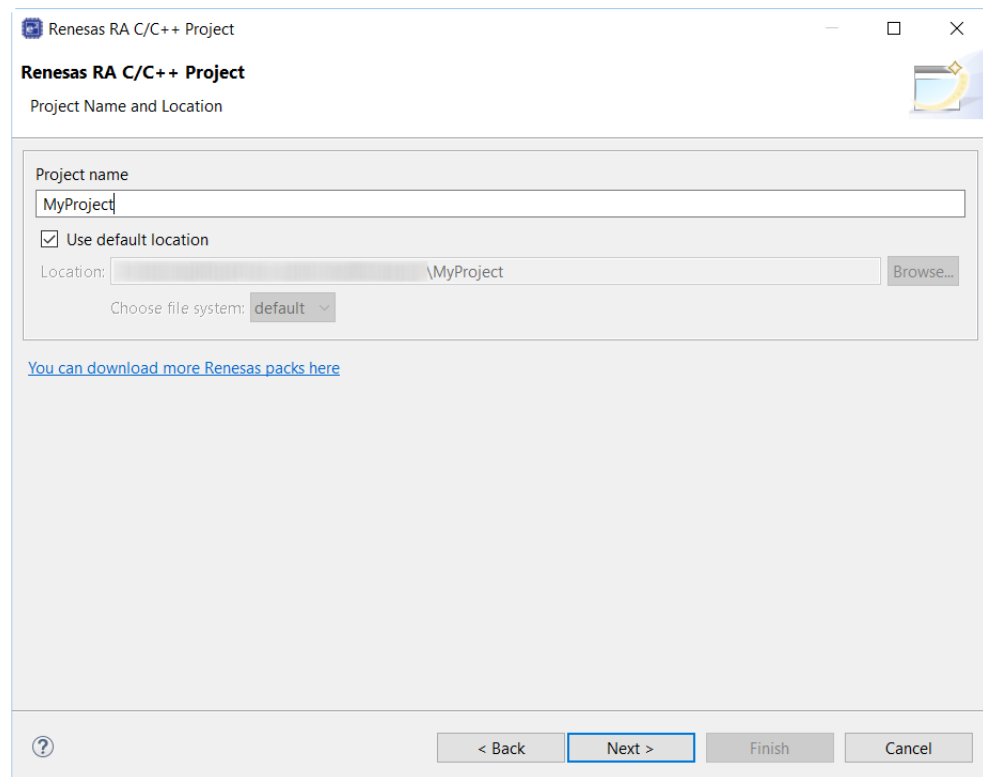 Renesas RA C/C++ Project
Renesas RA C/C++ Project
Project Name and Location
Project name
MyProject
Use default location
Location: \MyProject Browse...
Choose file system: default
You can download more Renesas packs here
< Back Next > Finish Cancel